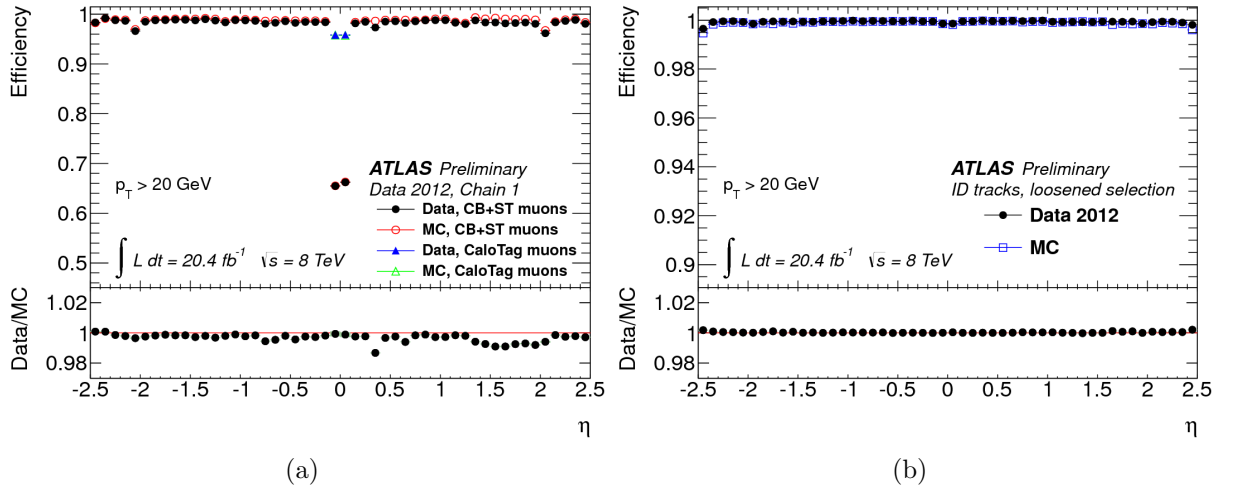 Efficiency
1
0.9
0.8
0.7
0.6
0.5
p_T > 20 GeV
∫ L dt = 20.4 fb⁻¹ √s = 8 TeV
ATLAS Preliminary
Data 2012, Chain 1
Data, CB+ST muons
MC, CB+ST muons
Data, CaloTag muons
MC, CaloTag muons
Data/MC
1.02
1
0.98
-2.5 -2 -1.5 -1 -0.5 0 0.5 1 1.5 2 2.5
η
(a)
Efficiency
1
0.98
0.96
0.94
0.92
0.9
p_T > 20 GeV
∫ L dt = 20.4 fb⁻¹ √s = 8 TeV
ATLAS Preliminary
ID tracks, loosened selection
Data 2012
MC
Data/MC
1.02
1
0.98
-2.5 -2 -1.5 -1 -0.5 0 0.5 1 1.5 2 2.5
η
(b)